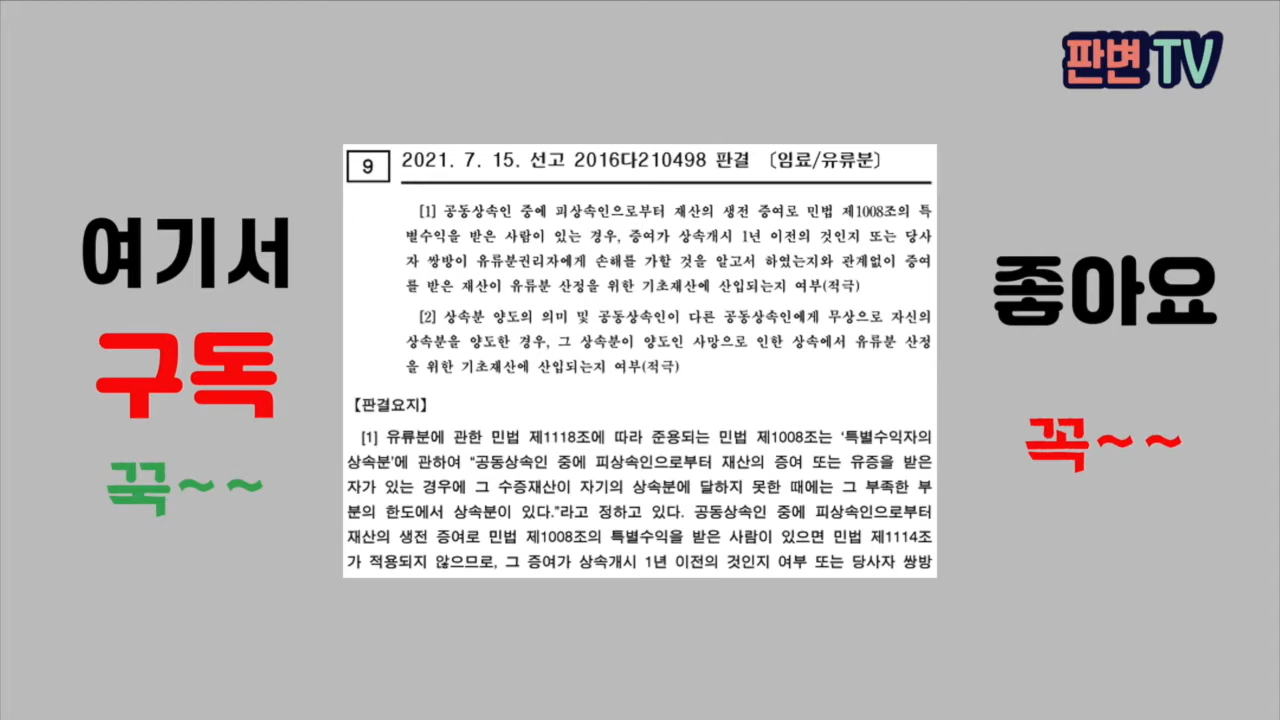 판변 TV
여기서
구독
꾹~~
9
2021. 7. 15. 선고 2016다210498 판결 〔임료/유류분〕
[1] 공동상속인 중에 피상속인으로부터 재산의 생전 증여로 민법 제1008조의 특
별수익을 받은 사람이 있는 경우, 증여가 상속개시 1년 이전의 것인지 또는 당사
자 쌍방이 유류분권리자에게 손해를 가할 것을 알고서 하였는지와 관계없이 증여
를 받은 재산이 유류분 산정을 위한 기초재산에 산입되는지 여부(적극)
[2] 상속분 양도의 의미 및 공동상속인이 다른 공동상속인에게 무상으로 자신의
상속분을 양도한 경우, 그 상속분이 양도인 사망으로 인한 상속에서 유류분 산정
을 위한 기초재산에 산입되는지 여부(적극)
【판결요지】
[1] 유류분에 관한 민법 제1118조에 따라 준용되는 민법 제1008조는 ‘특별수익자의
상속분’에 관하여 “공동상속인 중에 피상속인으로부터 재산의 증여 또는 유증을 받은
자가 있는 경우에 그 수증재산이 자기의 상속분에 달하지 못한 때에는 그 부족한 부
분의 한도에서 상속분이 있다.”라고 정하고 있다. 공동상속인 중에 피상속인으로부터
재산의 생전 증여로 민법 제1008조의 특별수익을 받은 사람이 있으면 민법 제1114조
가 적용되지 않으므로, 그 증여가 상속개시 1년 이전의 것인지 여부 또는 당사자 쌍방
좋아요
꼭~~